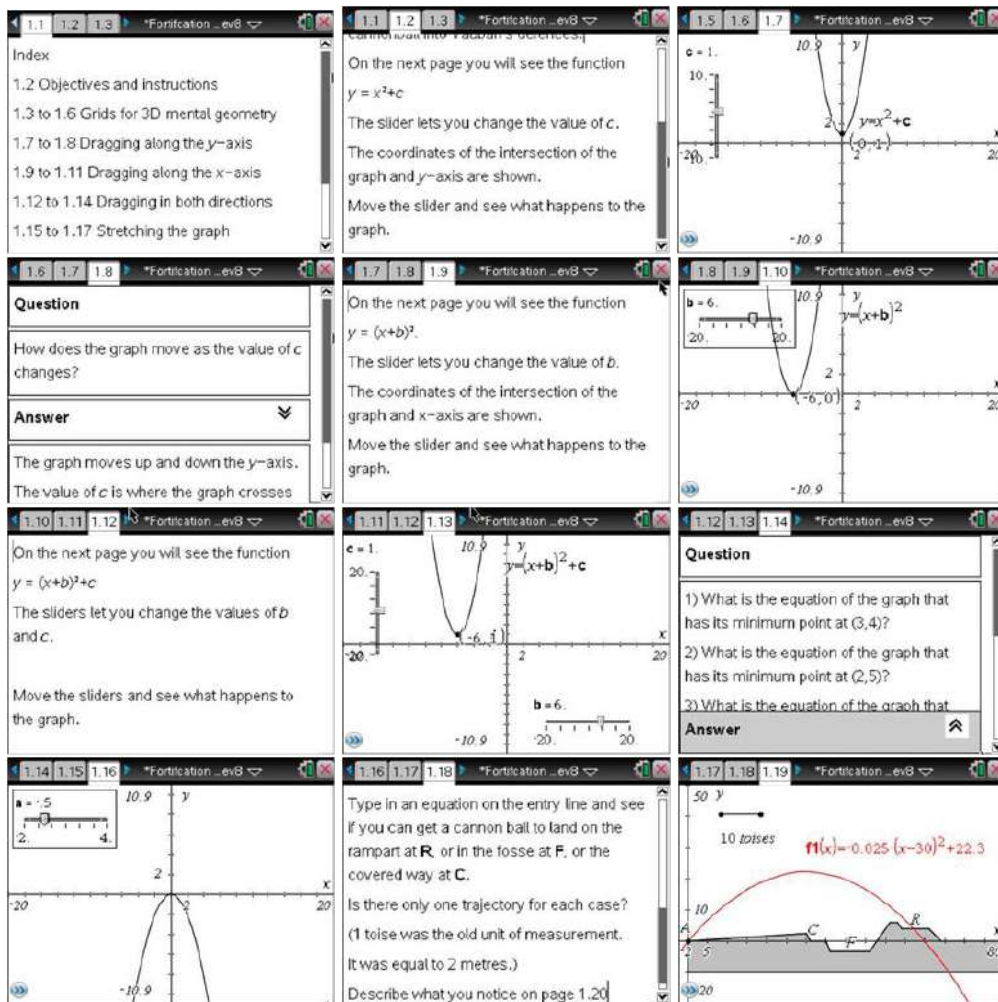 1.1 1.2 1.3 *Fortification ...ev8
Index
1.2 Objectives and instructions
1.3 to 1.6 Grids for 3D mental geometry
1.7 to 1.8 Dragging along the y-axis
1.9 to 1.11 Dragging along the x-axis
1.12 to 1.14 Dragging in both directions
1.15 to 1.17 Stretching the graph
1.1 1.2 1.3 *Fortification ...ev8
cannonball into Vauban's defences.
On the next page you will see the function
y = x²+c
The slider lets you change the value of c.
The coordinates of the intersection of the
graph and y-axis are shown.
Move the slider and see what happens to the
graph.
1.5 1.6 1.7 *Fortification ...ev8
c = 1.
10.
-10.
10.9 y
y=x²+c
(0,1)
2
2
x
-20
20
-10.9
1.6 1.7 1.8 *Fortification ...ev8
Question
How does the graph move as the value of c
changes?
Answer
The graph moves up and down the y-axis.
The value of c is where the graph crosses
1.7 1.8 1.9 *Fortification ...ev8
On the next page you will see the function
y = (x+b)².
The slider lets you change the value of b.
The coordinates of the intersection of the
graph and x-axis are shown.
Move the slider and see what happens to the
graph.
1.8 1.9 1.10 *Fortification ...ev8
b = 6.
-20. 20.
10.9 y
y=(x+b)²
2
(-6,0)
x
-20 2 20
-10.9
1.10 1.11 1.12 *Fortification ...ev8
On the next page you will see the function
y = (x+b)²+c
The sliders let you change the values of b
and c.
Move the sliders and see what happens to
the graph.
1.11 1.12 1.13 *Fortification ...ev8
c = 1.
20.
-20.
10.9 y
y=(x+b)²+c
(-6,1)
x
-20 2 20
b = 6.
-20. 20.
-10.9
1.12 1.13 1.14 *Fortification ...ev8
Question
1) What is the equation of the graph that
has its minimum point at (3,4)?
2) What is the equation of the graph that
has its minimum point at (2,5)?
3) What is the equation of the graph that
Answer
1.14 1.15 1.16 *Fortification ...ev8
a = -.5
-2. 4.
10.9 y
2
x
-20 2 20
-10.9
1.16 1.17 1.18 *Fortification ...ev8
Type in an equation on the entry line and see
if you can get a cannon ball to land on the
rampart at R, or in the fosse at F, or the
covered way at C.
Is there only one trajectory for each case?
(1 toise was the old unit of measurement.
It was equal to 2 metres.)
Describe what you notice on page 1.20
1.17 1.18 1.19 *Fortification ...ev8
50 y
10 toises
f1(x)=-0.025 (x-30)²+22.3
10
A C F R x
-2 5 80
-20